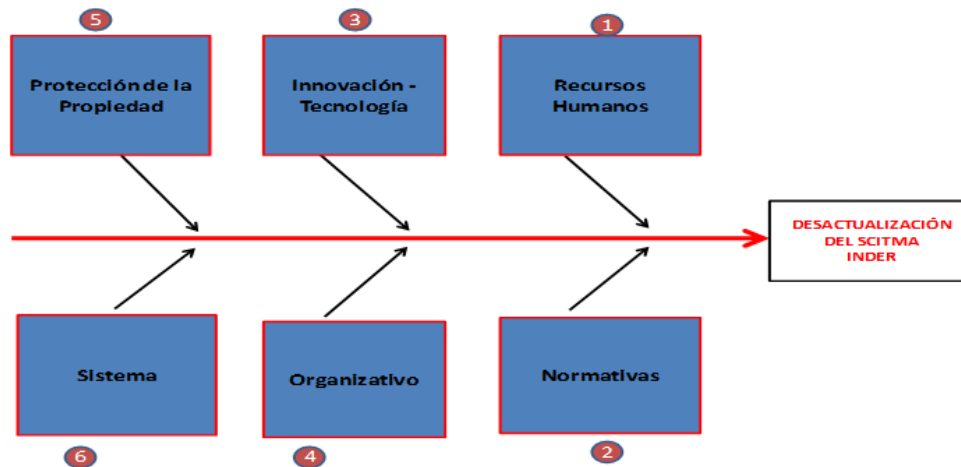 5
3
1
Protección de la
Propiedad
Innovación -
Tecnología
Recursos
Humanos
DESACTUALIZACIÓN
DEL SCITMA
INDER
Sistema
Organizativo
Normativas
6
4
2